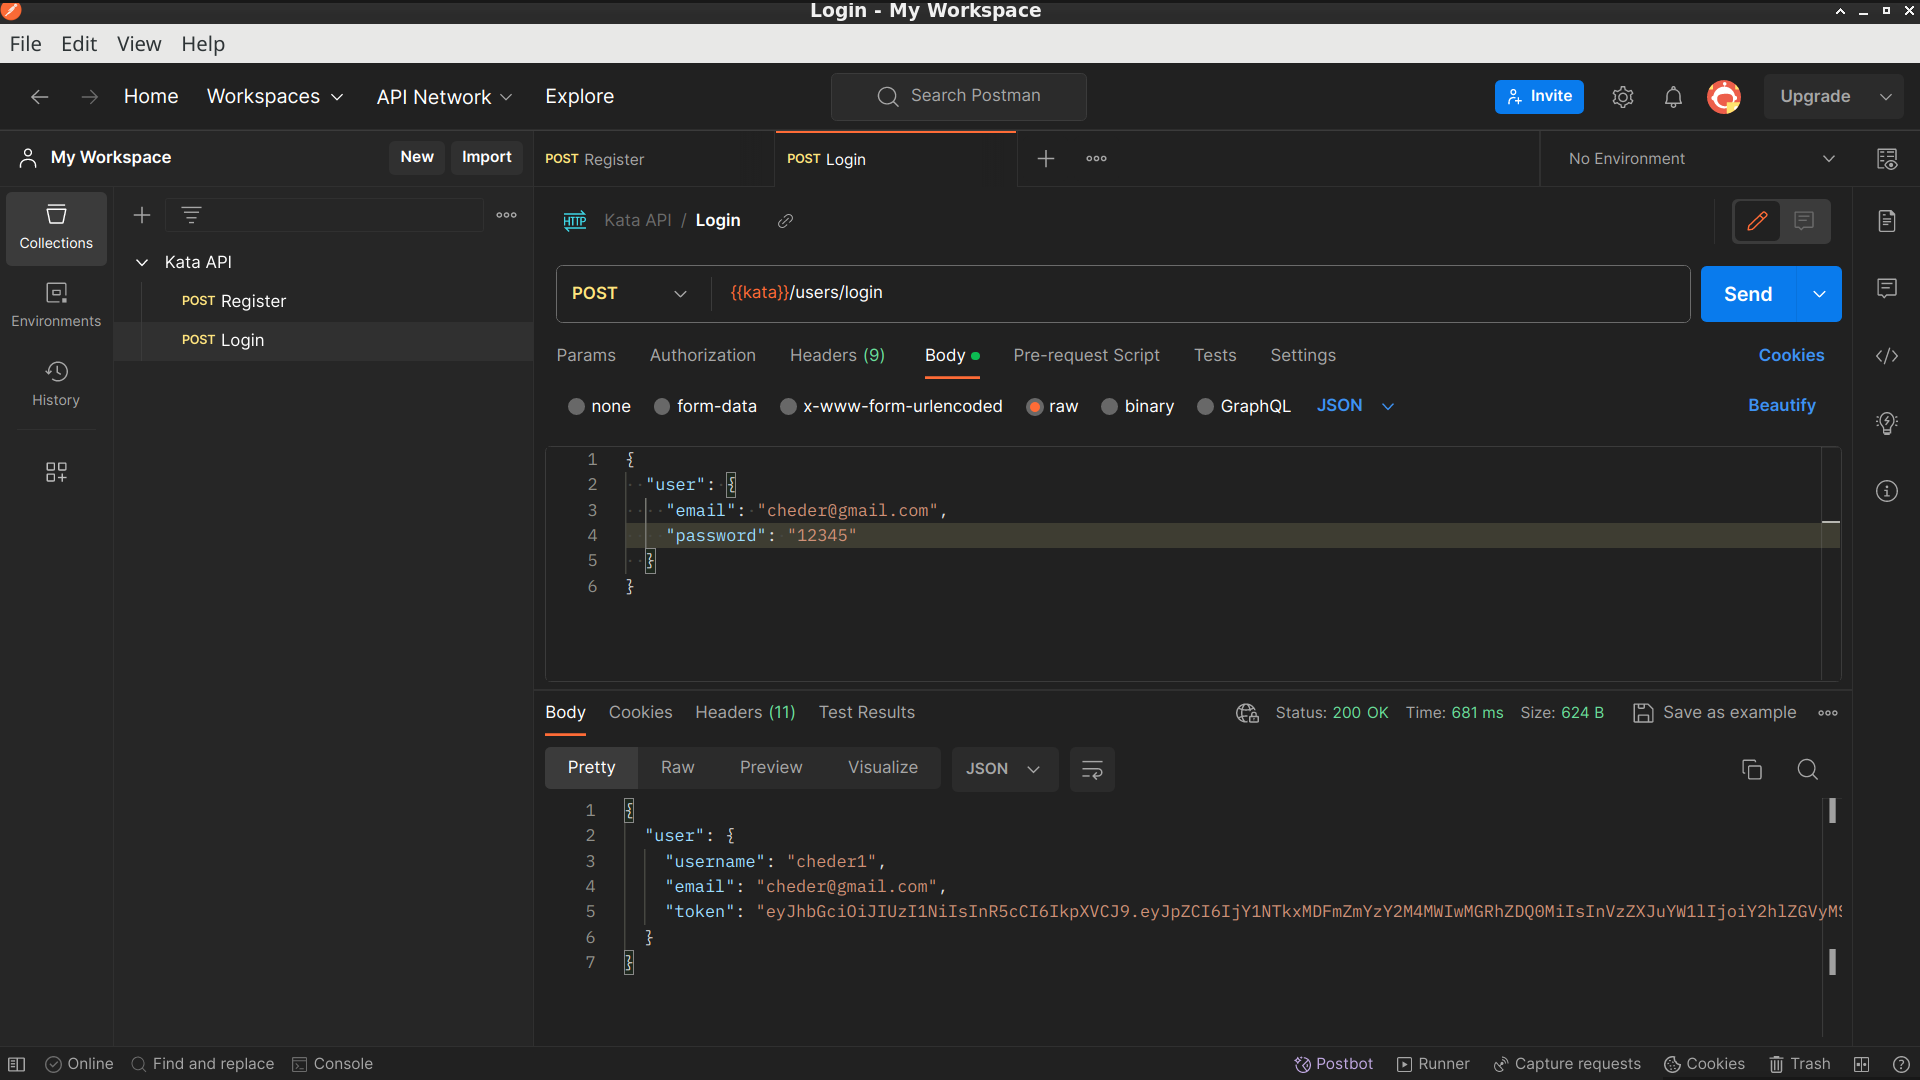 Login - My Workspace
File Edit View Help
Home Workspaces API Network Explore Search Postman Invite Upgrade
My Workspace New Import POST Register POST Login No Environment
Collections
Kata API / Login
Kata API
POST Register
POST Login
Environments
History
POST {{kata}}/users/login Send
Params Authorization Headers (9) Body Pre-request Script Tests Settings Cookies
none form-data x-www-form-urlencoded raw binary GraphQL JSON Beautify
1 {
2 "user": {
3 "email": "cheder@gmail.com",
4 "password": "12345"
5 }
6 }
Body Cookies Headers (11) Test Results Status: 200 OK Time: 681 ms Size: 624 B Save as example
Pretty Raw Preview Visualize JSON
1 {
2 "user": {
3 "username": "cheder1",
4 "email": "cheder@gmail.com",
5 "token": "eyJhbGciOiJIUzI1NiIsInR5cCI6IkpXVCJ9.eyJpZCI6IjY1NTkxMDFmZmYzY2M4MWIwMGRhZDQ0MiIsInVzZXJuYW1lIjoiY2hlZGVyMS
6 }
7 }
Online Find and replace Console Postbot Runner Capture requests Cookies Trash